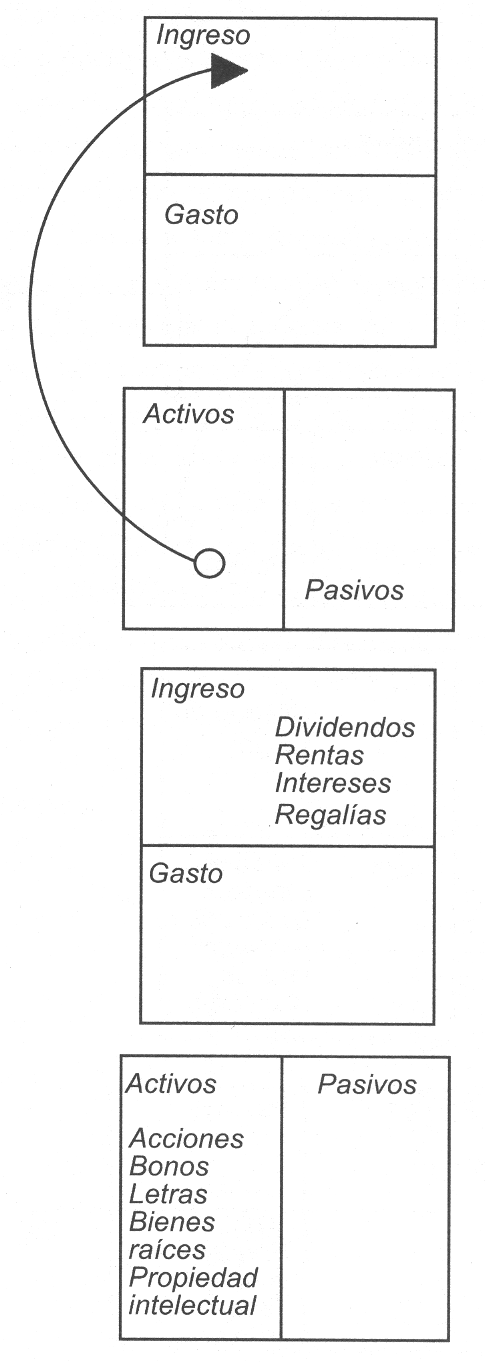 Ingreso
Gasto
Activos
Pasivos
Ingreso
Dividendos
Rentas
Intereses
Regalías
Gasto
Activos
Pasivos
Acciones
Bonos
Letras
Bienes
raíces
Propiedad
intelectual